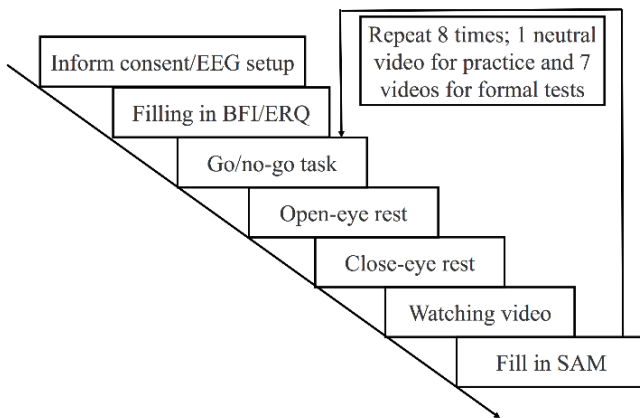 Repeat 8 times; 1 neutral
video for practice and 7
videos for formal tests
Inform consent/EEG setup
Filling in BFI/ERQ
Go/no-go task
Open-eye rest
Close-eye rest
Watching video
Fill in SAM